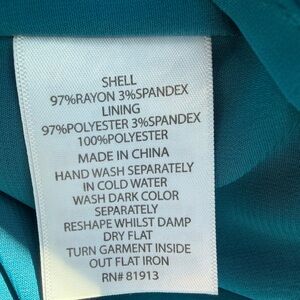 SHELL
97%RAYON 3%SPANDEX
LINING
97%POLYESTER 3%SPANDEX
100%POLYESTER
MADE IN CHINA
HAND WASH SEPARATELY
IN COLD WATER
WASH DARK COLOR
SEPARATELY
RESHAPE WHILST DAMP
DRY FLAT
TURN GARMENT INSIDE
OUT FLAT IRON
RN# 81913